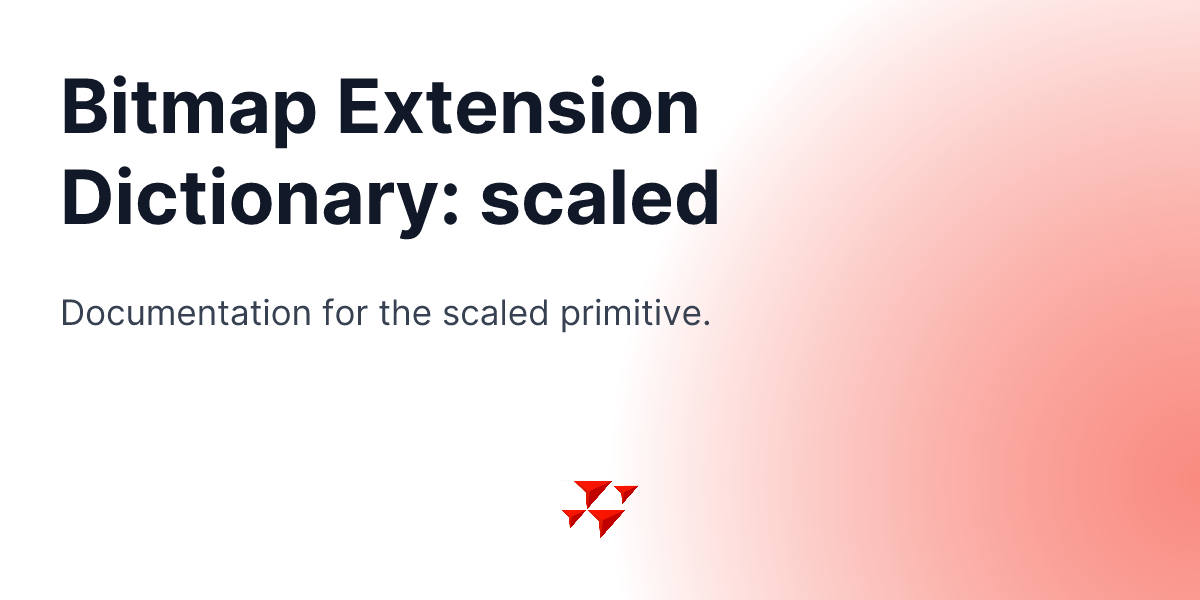 Bitmap Extension
Dictionary: scaled
Documentation for the scaled primitive.